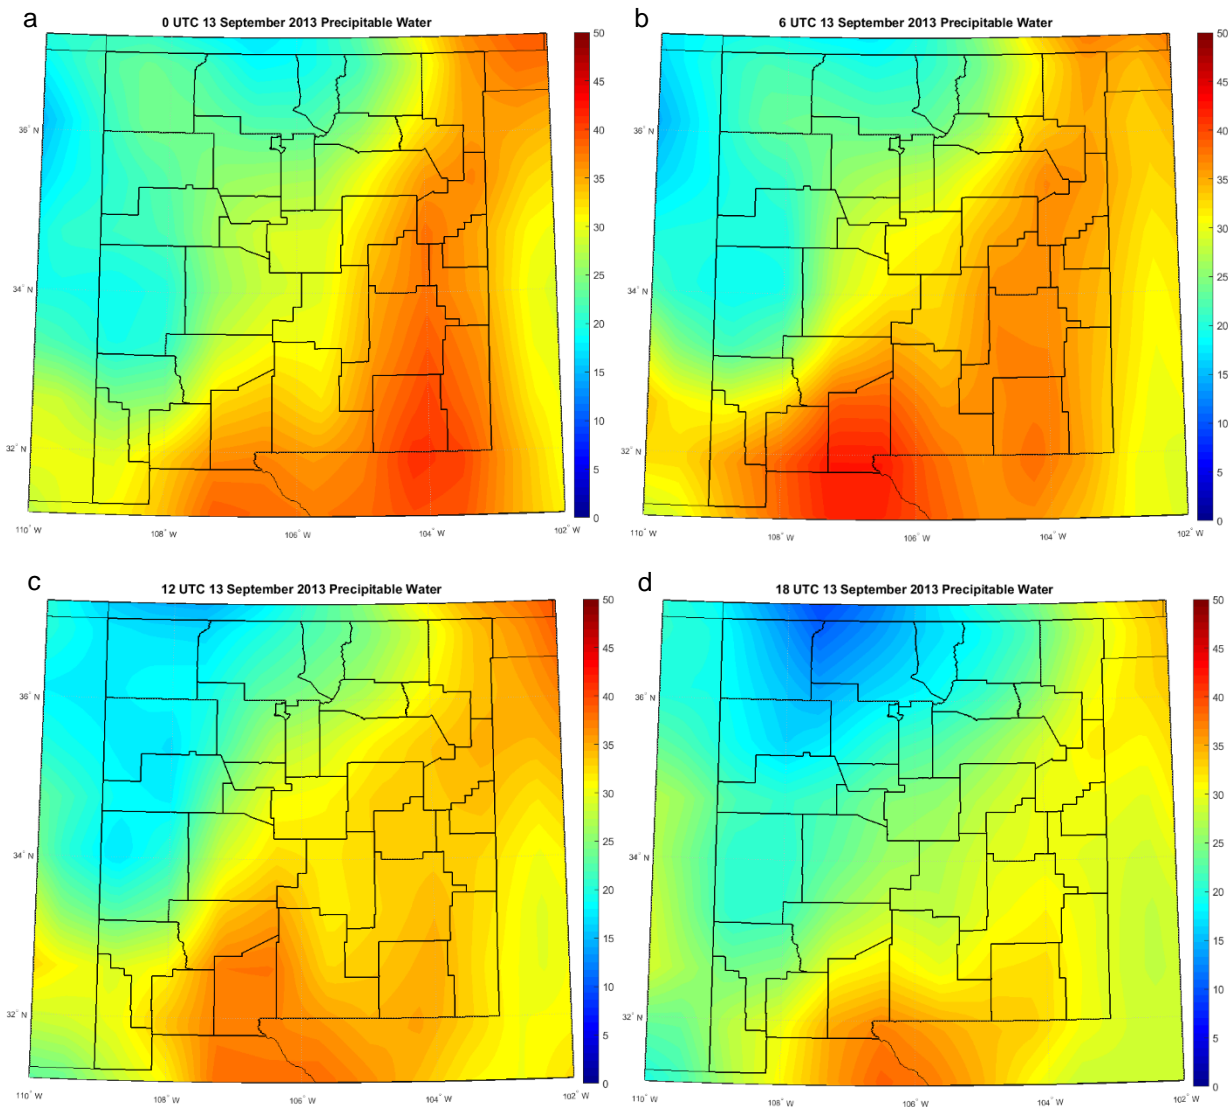 a
0 UTC 13 September 2013 Precipitable Water
36° N
34° N
32° N
110° W
108° W
106° W
104° W
102° W
50
45
40
35
30
25
20
15
10
5
0
b
6 UTC 13 September 2013 Precipitable Water
36° N
34° N
32° N
110° W
108° W
106° W
104° W
102° W
50
45
40
35
30
25
20
15
10
5
0
c
12 UTC 13 September 2013 Precipitable Water
36° N
34° N
32° N
110° W
108° W
106° W
104° W
102° W
50
45
40
35
30
25
20
15
10
5
0
d
18 UTC 13 September 2013 Precipitable Water
36° N
34° N
32° N
110° W
108° W
106° W
104° W
102° W
50
45
40
35
30
25
20
15
10
5
0